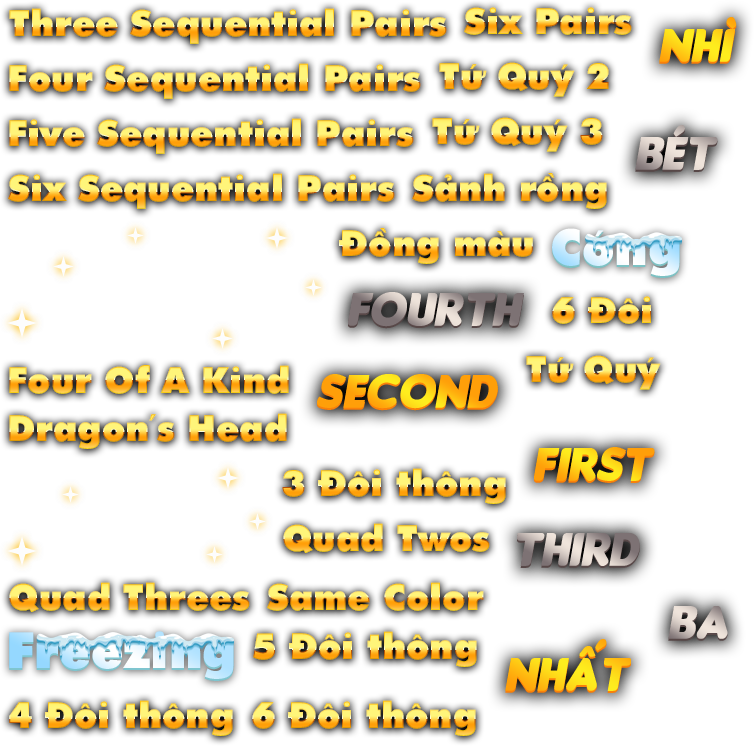 Three Sequential Pairs
Six Pairs
NHÌ
Four Sequential Pairs
Tứ Quý 2
Five Sequential Pairs
Tứ Quý 3
BÉT
Six Sequential Pairs
Sảnh rồng
Đồng màu
Cóng
FOURTH
6 Đôi
Four Of A Kind
SECOND
Tứ Quý
Dragon's Head
FIRST
3 Đôi thông
Quad Twos
THIRD
Quad Threes
Same Color
BA
Freezing
5 Đôi thông
NHẤT
4 Đôi thông
6 Đôi thông